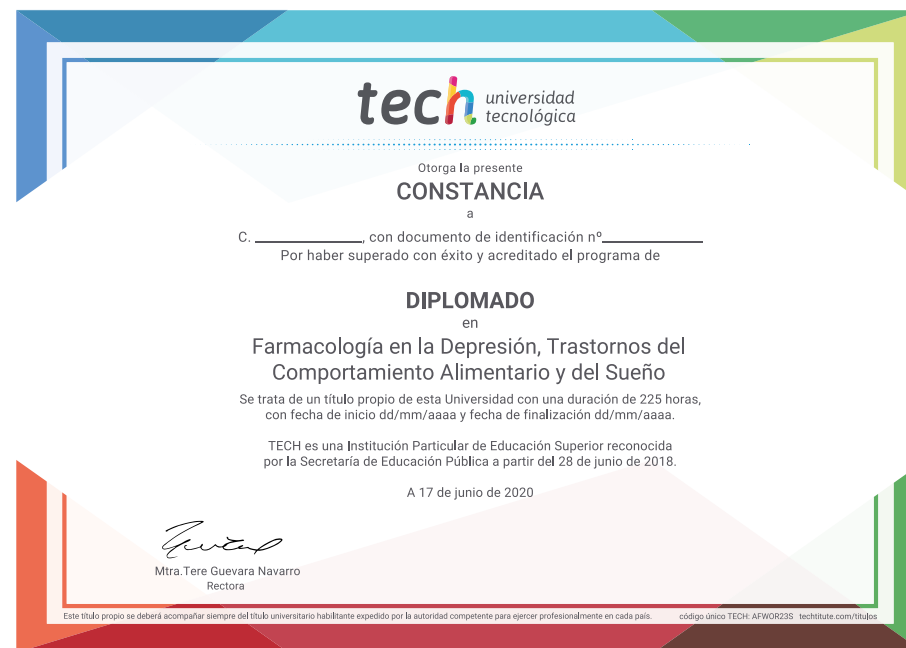 tech universidad
tecnológica
Otorga la presente
CONSTANCIA
a
C. ____________, con documento de identificación nº____________
Por haber superado con éxito y acreditado el programa de
DIPLOMADO
en
Farmacología en la Depresión, Trastornos del
Comportamiento Alimentario y del Sueño
Se trata de un título propio de esta Universidad con una duración de 225 horas,
con fecha de inicio dd/mm/aaaa y fecha de finalización dd/mm/aaaa.
TECH es una Institución Particular de Educación Superior reconocida
por la Secretaría de Educación Pública a partir del 28 de junio de 2018.
A 17 de junio de 2020
Mtra.Tere Guevara Navarro
Rectora
Este título propio se deberá acompañar siempre del título universitario habilitante expedido por la autoridad competente para ejercer profesionalmente en cada país. código único TECH: AFWOR23S techtitute.com/titulos